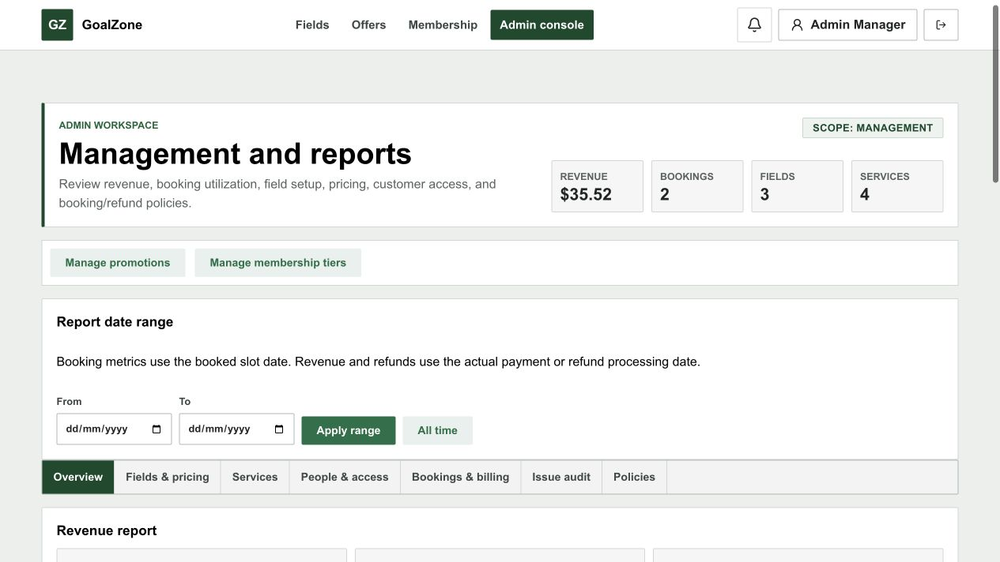 GZ
GoalZone
Fields
Offers
Membership
Admin console
Admin Manager
ADMIN WORKSPACE
Management and reports
Review revenue, booking utilization, field setup, pricing, customer access, and
booking/refund policies.
SCOPE: MANAGEMENT
REVENUE
$35.52
BOOKINGS
2
FIELDS
3
SERVICES
4
Manage promotions
Manage membership tiers
Report date range
Booking metrics use the booked slot date. Revenue and refunds use the actual payment or refund processing date.
From
To
dd/mm/yyyy
dd/mm/yyyy
Apply range
All time
Overview
Fields & pricing
Services
People & access
Bookings & billing
Issue audit
Policies
Revenue report